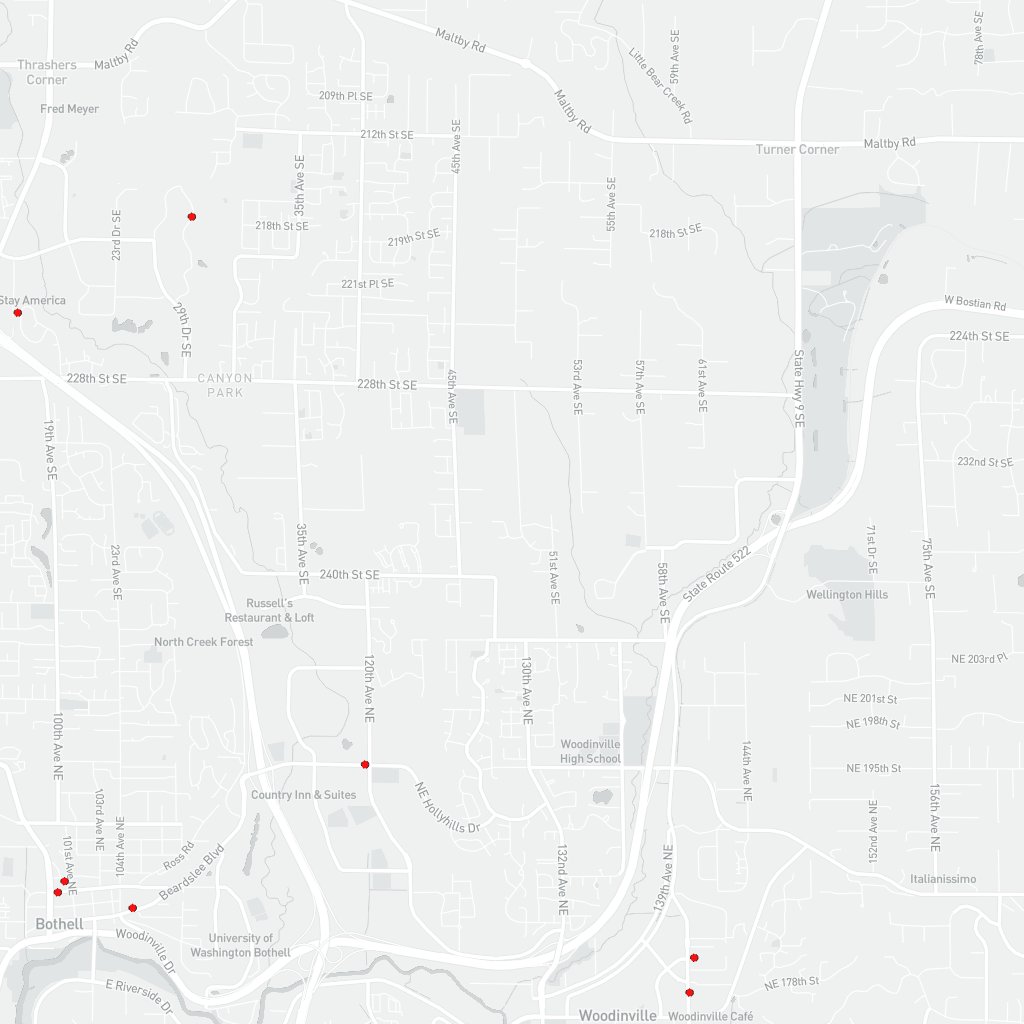 Maltby Rd
59th Ave SE
78th Ave SE
Thrashers
Corner
Maltby Rd
Little Bear Creek Rd
Fred Meyer
209th Pl SE
Maltby Rd
212th St SE
45th Ave SE
Turner Corner
Maltby Rd
35th Ave SE
55th Ave SE
23rd Dr SE
218th St SE
219th St SE
218th St SE
221st Pl SE
Stay America
29th Dr SE
W Bostian Rd
224th St SE
228th St SE
CANYON
PARK
228th St SE
45th Ave SE
53rd Ave SE
57th Ave SE
61st Ave SE
State Hwy 9 SE
19th Ave SE
232nd St SE
35th Ave SE
23rd Ave SE
240th St SE
51st Ave SE
58th Ave SE
State Route 522
71st Dr SE
75th Ave SE
Wellington Hills
Russell's
Restaurant & Loft
North Creek Forest
120th Ave NE
130th Ave NE
NE 203rd Pl
NE 201st St
NE 198th St
100th Ave NE
Woodinville
High School
144th Ave NE
NE 195th St
Country Inn & Suites
NE Hollyhills Dr
156th Ave NE
103rd Ave NE
104th Ave NE
101st Ave NE
Ross Rd
Beardslee Blvd
152nd Ave NE
132nd Ave NE
139th Ave NE
Italianissimo
Bothell
Woodinville Dr
University of
Washington Bothell
E Riverside Dr
NE 178th St
Woodinville
Woodinville Café